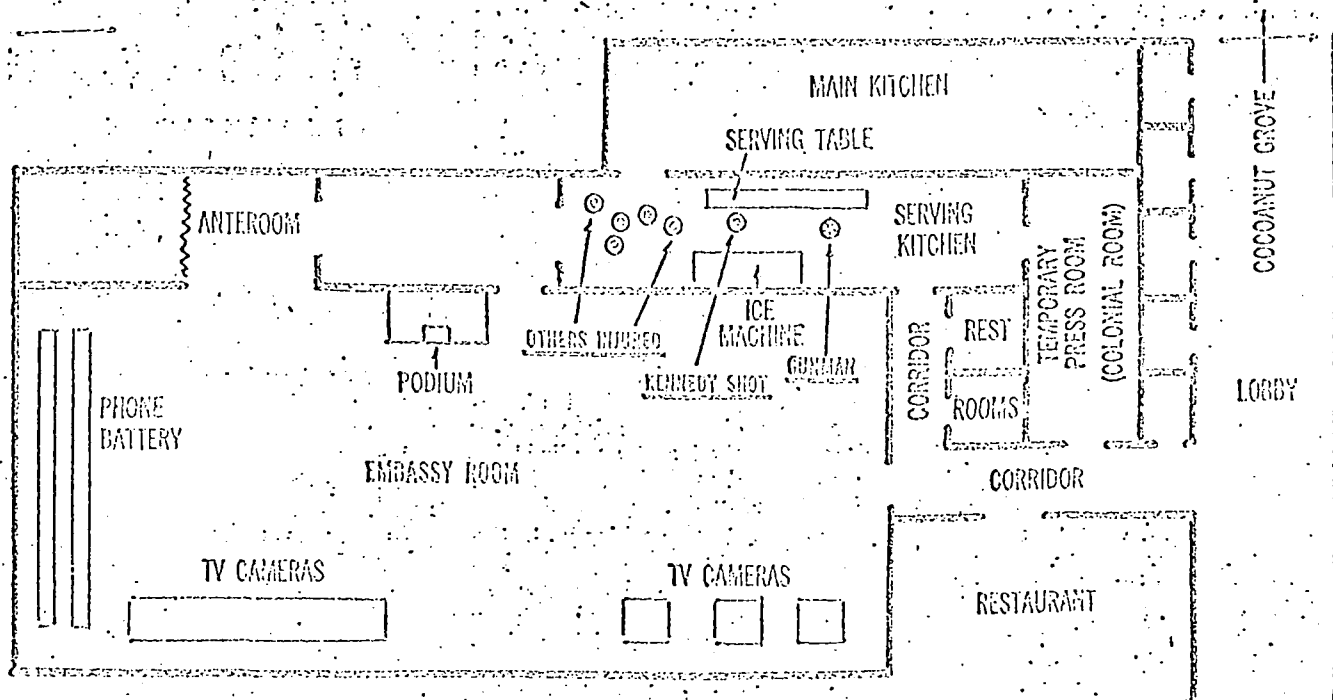 MAIN KITCHEN
SERVING TABLE
COCOANUT GROVE
ANTEROOM
SERVING
KITCHEN
TEMPORARY
PRESS ROOM
(COLONIAL ROOM)
OTHERS INJURED
ICE
MACHINE
KENNEDY SHOT
GUNMAN
CORRIDOR
REST
ROOMS
PODIUM
LOBBY
PHONE
BATTERY
EMBASSY ROOM
CORRIDOR
TV CAMERAS
TV CAMERAS
RESTAURANT